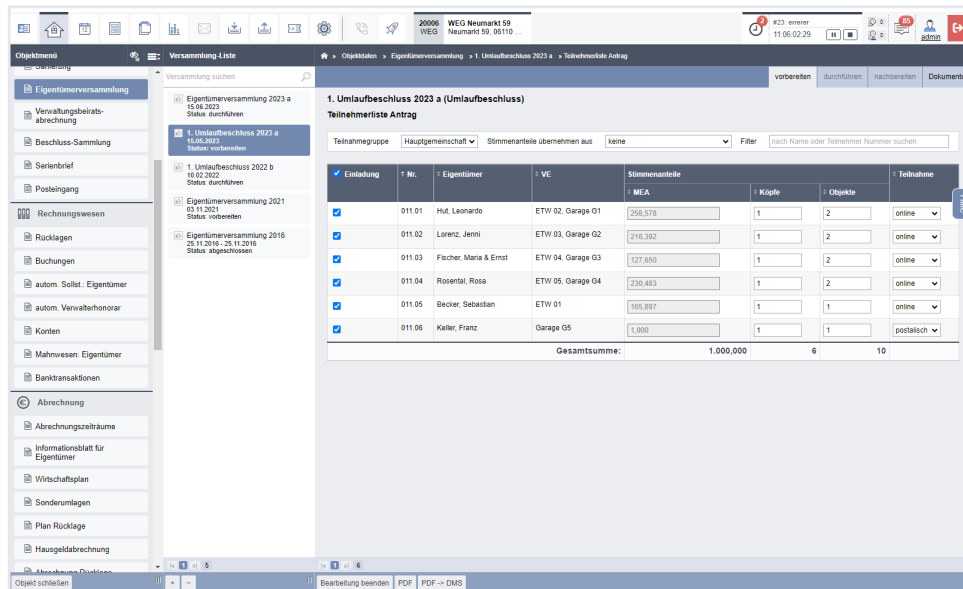 20006 WEG Neumarkt 59
WEG Neumarkt 59, 06110 ...
2
#23: errerer
11:06:02:29
0
0
85
admin
Objektmenü
Versammlung-Liste
» Objektdaten » Eigentümerversammlung » 1. Umlaufbeschluss 2023 a » Teilnehmerliste Antrag
Sanierung
Eigentümerversammlung
Verwaltungsbeirats-
abrechnung
Beschluss-Sammlung
Serienbrief
Posteingang
Rechnungswesen
Rücklagen
Buchungen
autom. Sollst.: Eigentümer
autom. Verwalterhonorar
Konten
Mahnwesen: Eigentümer
Banktransaktionen
Abrechnung
Abrechnungszeiträume
Informationsblatt für
Eigentümer
Wirtschaftsplan
Sonderumlagen
Plan Rücklage
Hausgeldabrechnung
Abrechnung Rücklage
Objekt schließen
Versammlung suchen
Eigentümerversammlung 2023 a
15.06.2023
Status: durchführen
1. Umlaufbeschluss 2023 a
15.05.2023
Status: vorbereiten
1. Umlaufbeschluss 2022 b
10.02.2022
Status: durchführen
Eigentümerversammlung 2021
03.11.2021
Status: vorbereiten
Eigentümerversammlung 2016
25.11.2016 - 25.11.2016
Status: abgeschlossen
1 5
+ -
vorbereiten durchführen nachbereiten Dokumente
1. Umlaufbeschluss 2023 a (Umlaufbeschluss)
Teilnehmerliste Antrag
Teilnahmegruppe Hauptgemeinschaft Stimmenanteile übernehmen aus keine Filter nach Name oder Teilnehmer Nummer suchen
Einladung Nr. Eigentümer VE Stimmenanteile Teilnahme
MEA Köpfe Objekte
011.01 Hut, Leonardo ETW 02, Garage G1 258,578 1 2 online
011.02 Lorenz, Jenni ETW 03, Garage G2 216,392 1 2 online
011.03 Fischer, Maria & Ernst ETW 04, Garage G3 127,650 1 2 online
011.04 Rosental, Rosa ETW 05, Garage G4 230,483 1 2 online
011.05 Becker, Sebastian ETW 01 165,897 1 1 online
011.06 Keller, Franz Garage G5 1,000 1 1 postalisch
Gesamtsumme: 1.000,000 6 10
1 6
Bearbeitung beenden PDF PDF -> DMS